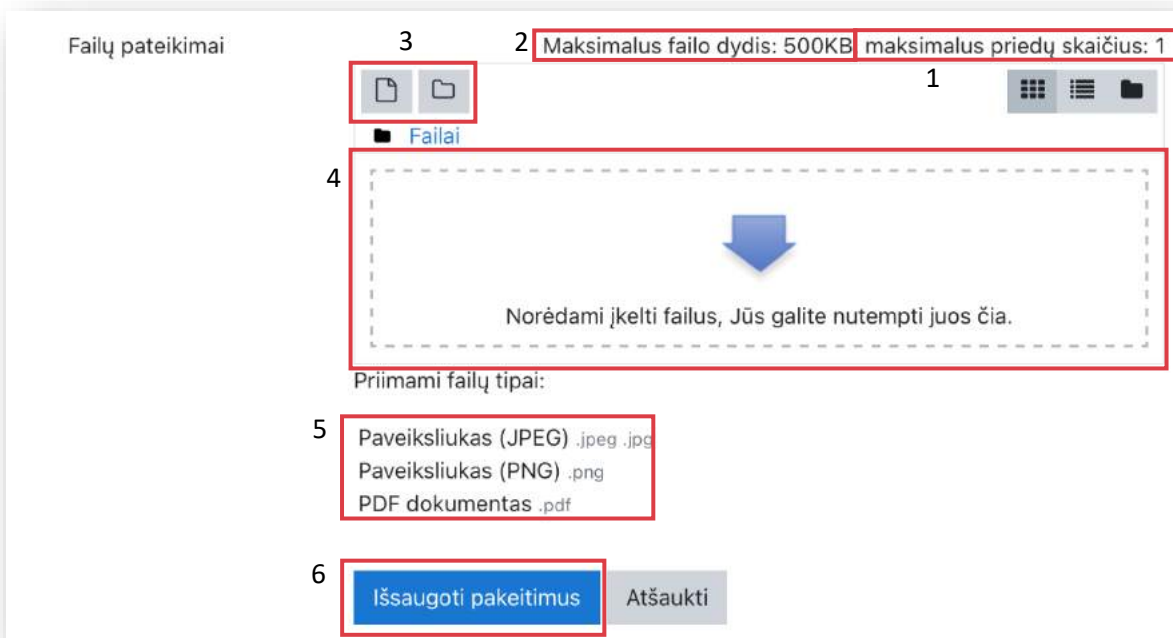 Failų pateikimai
3
2
Maksimalus failo dydis: 500KB, maksimalus priedų skaičius: 1
1
Failai
4
Norėdami įkelti failus, Jūs galite nutempti juos čia.
Priimami failų tipai:
5
Paveiksliukas (JPEG) .jpeg .jpg
Paveiksliukas (PNG) .png
PDF dokumentas .pdf
6
Išsaugoti pakeitimus
Atšaukti